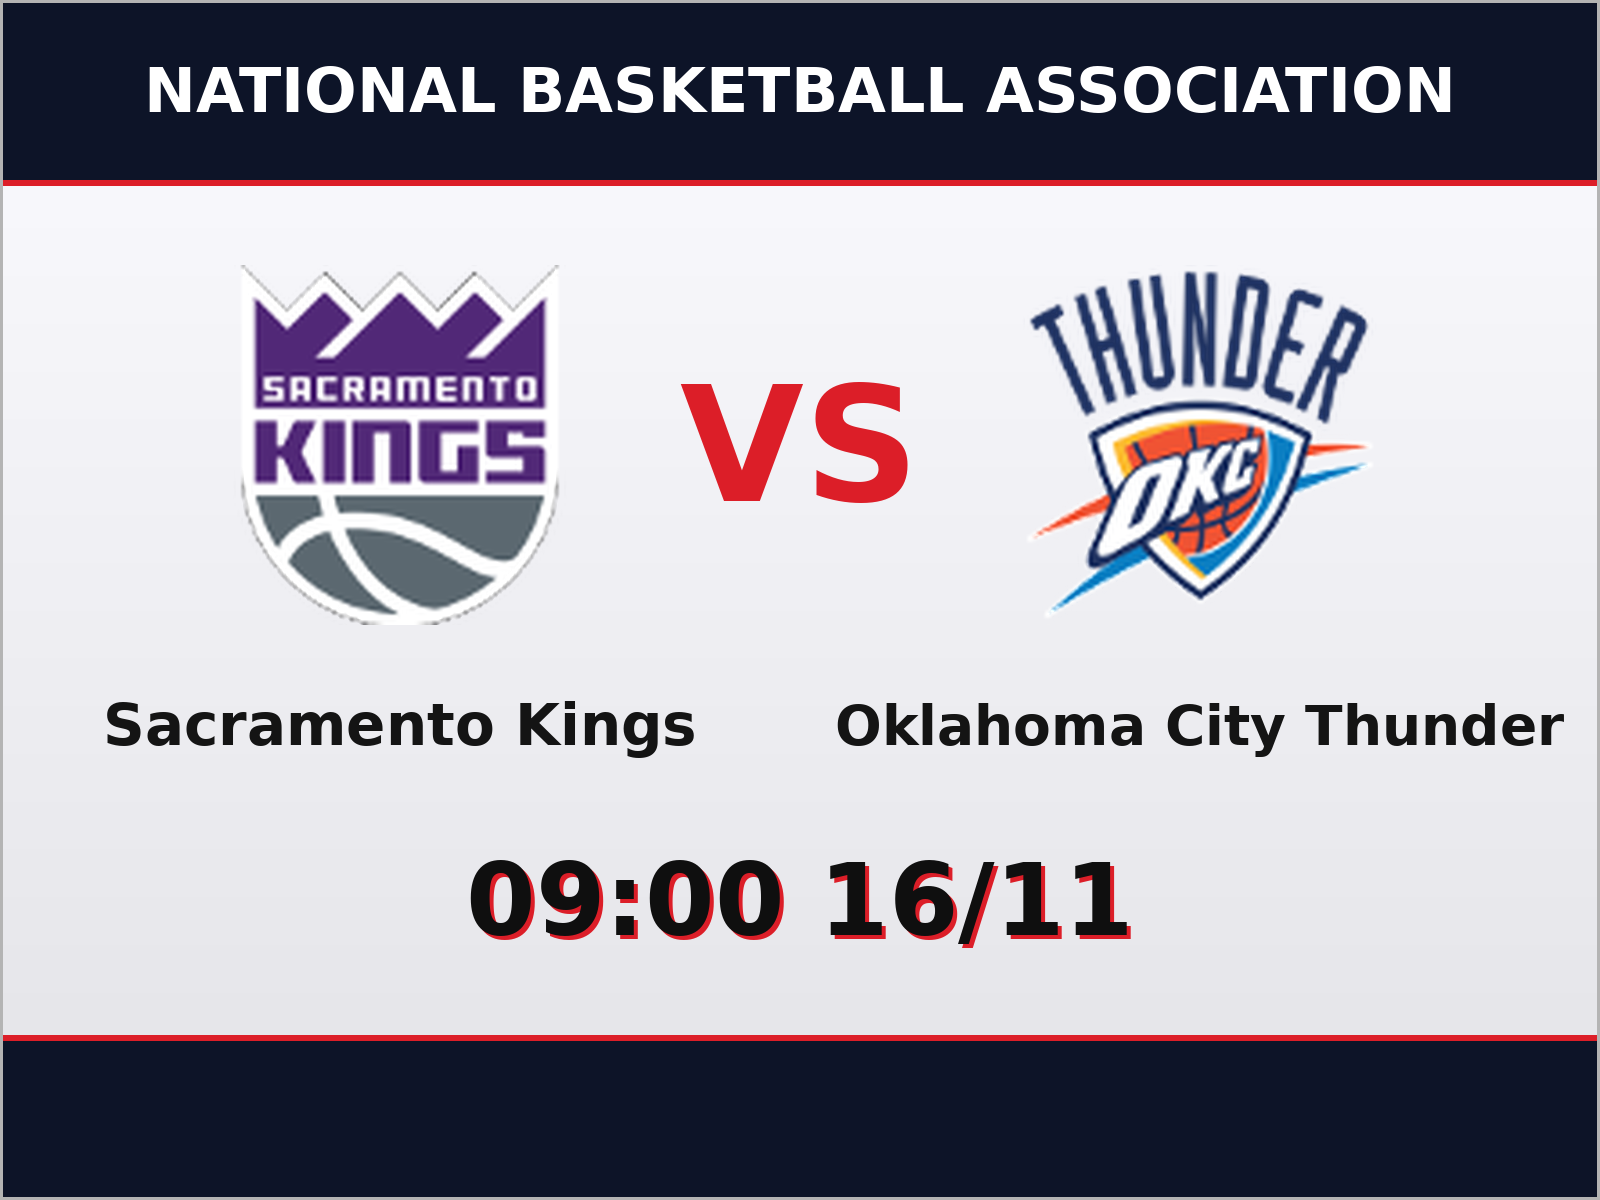 NATIONAL BASKETBALL ASSOCIATION
SACRAMENTO
KINGS
VS
THUNDER
OKC
Sacramento Kings
Oklahoma City Thunder
09:00 16/11